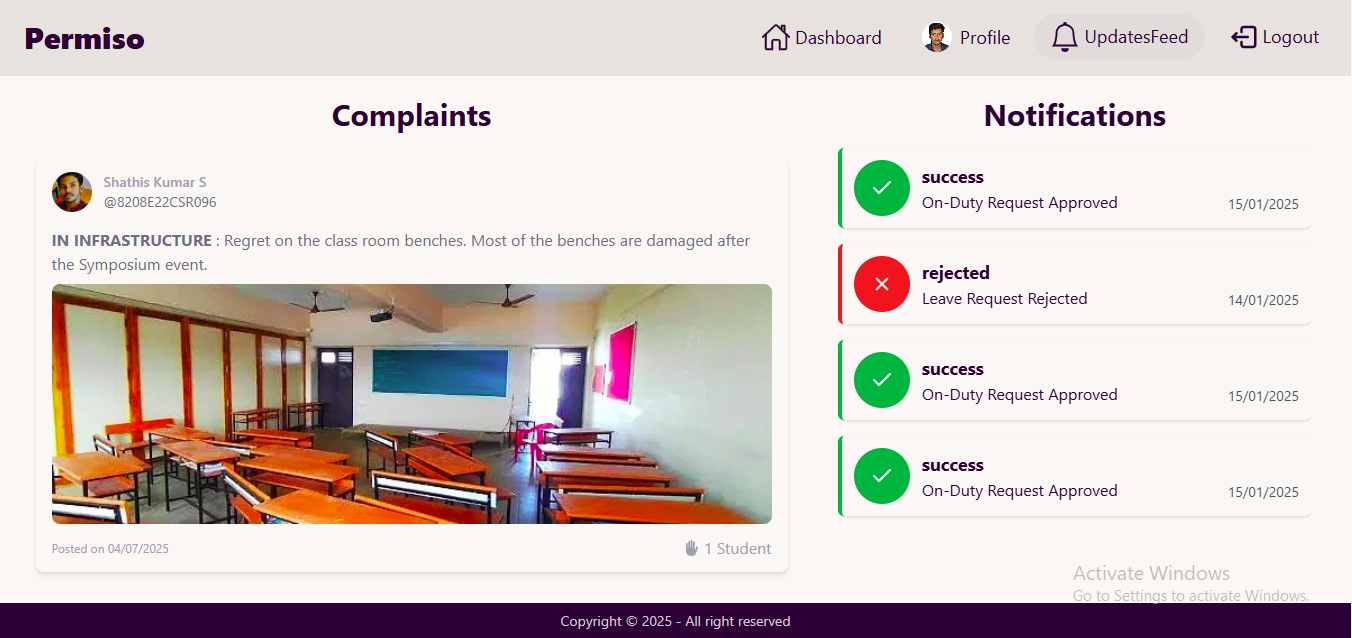 Permiso
Dashboard
Profile
UpdatesFeed
Logout
Complaints
Shathis Kumar S
@8208E22CSR096
IN INFRASTRUCTURE : Regret on the class room benches. Most of the benches are damaged after
the Symposium event.
Posted on 04/07/2025
1 Student
Notifications
success
On-Duty Request Approved
15/01/2025
rejected
Leave Request Rejected
14/01/2025
success
On-Duty Request Approved
15/01/2025
success
On-Duty Request Approved
15/01/2025
Activate Windows
Go to Settings to activate Windows.
Copyright © 2025 - All right reserved